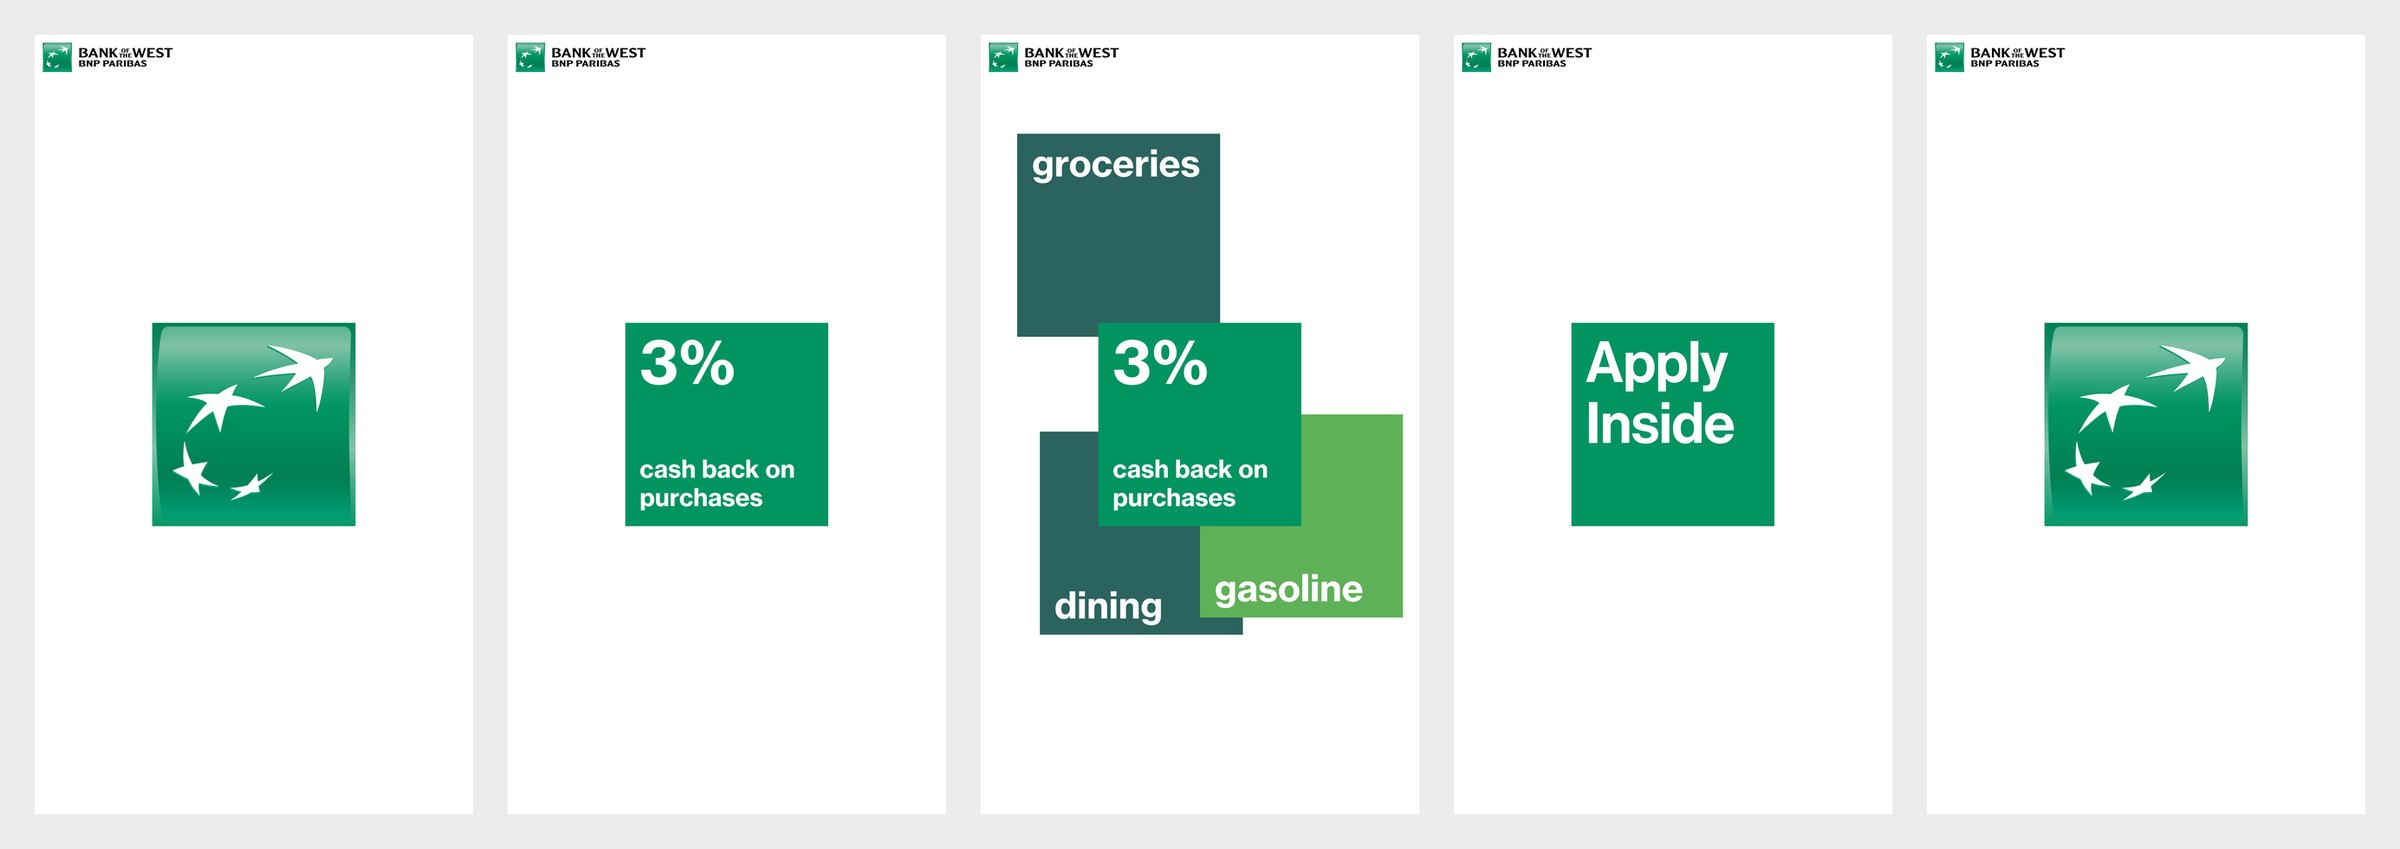 BANK OF THE WEST
BNP PARIBAS
BANK OF THE WEST
BNP PARIBAS
3%
cash back on
purchases
BANK OF THE WEST
BNP PARIBAS
groceries
3%
cash back on
purchases
gasoline
dining
BANK OF THE WEST
BNP PARIBAS
Apply
Inside
BANK OF THE WEST
BNP PARIBAS